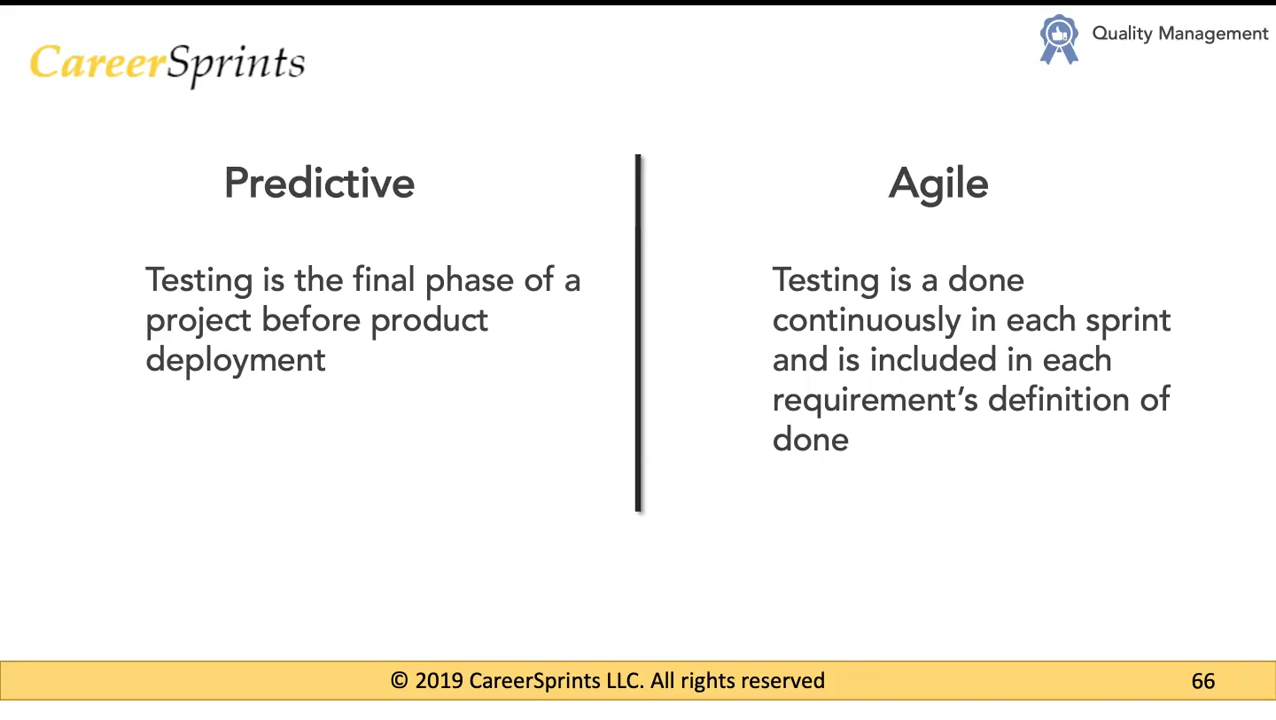 CareerSprints
Quality Management
Predictive
Testing is the final phase of a
project before product
deployment
Agile
Testing is a done
continuously in each sprint
and is included in each
requirement’s definition of
done
© 2019 CareerSprints LLC. All rights reserved
66